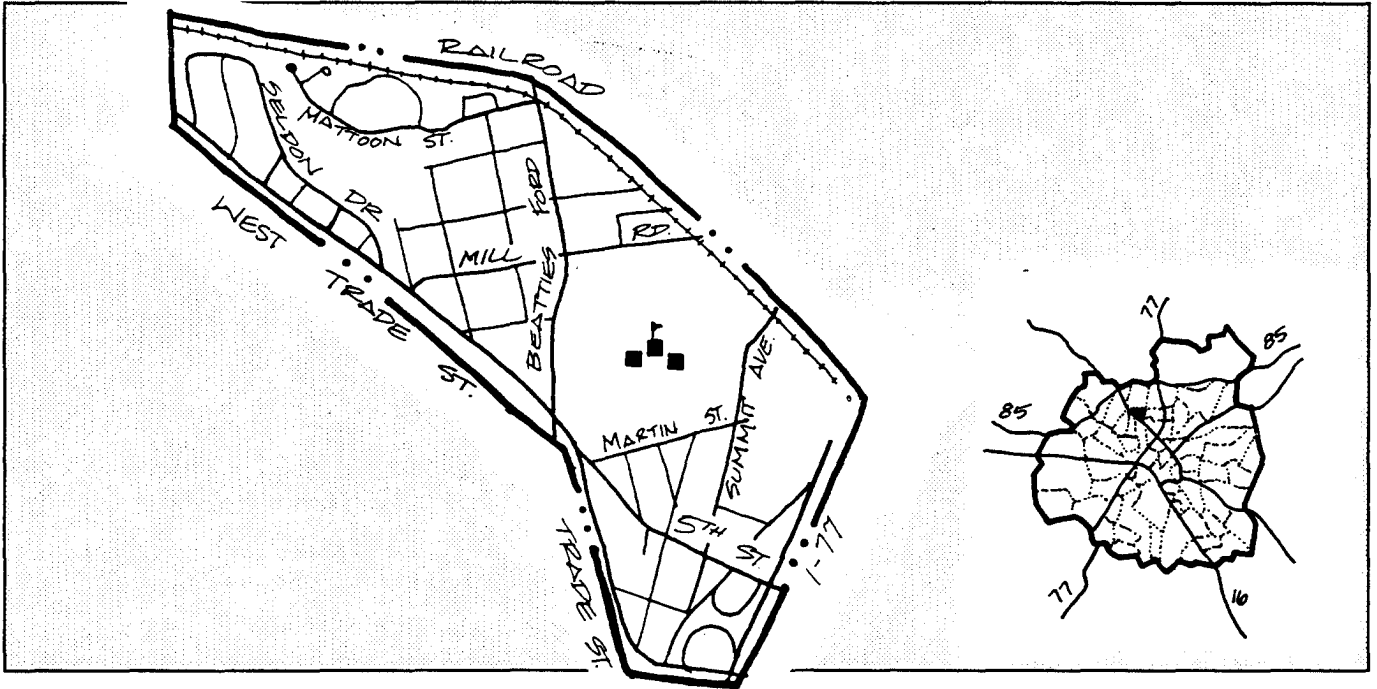 RAILROAD
SELDON
DR
MATTOON ST.
WEST
TRADE
ST.
BEATTIES
FORD
RD.
MILL
MARTIN ST.
SUMMIT
AVE.
5TH
ST.
TRADE ST.
I-77
77
85
85
77
16